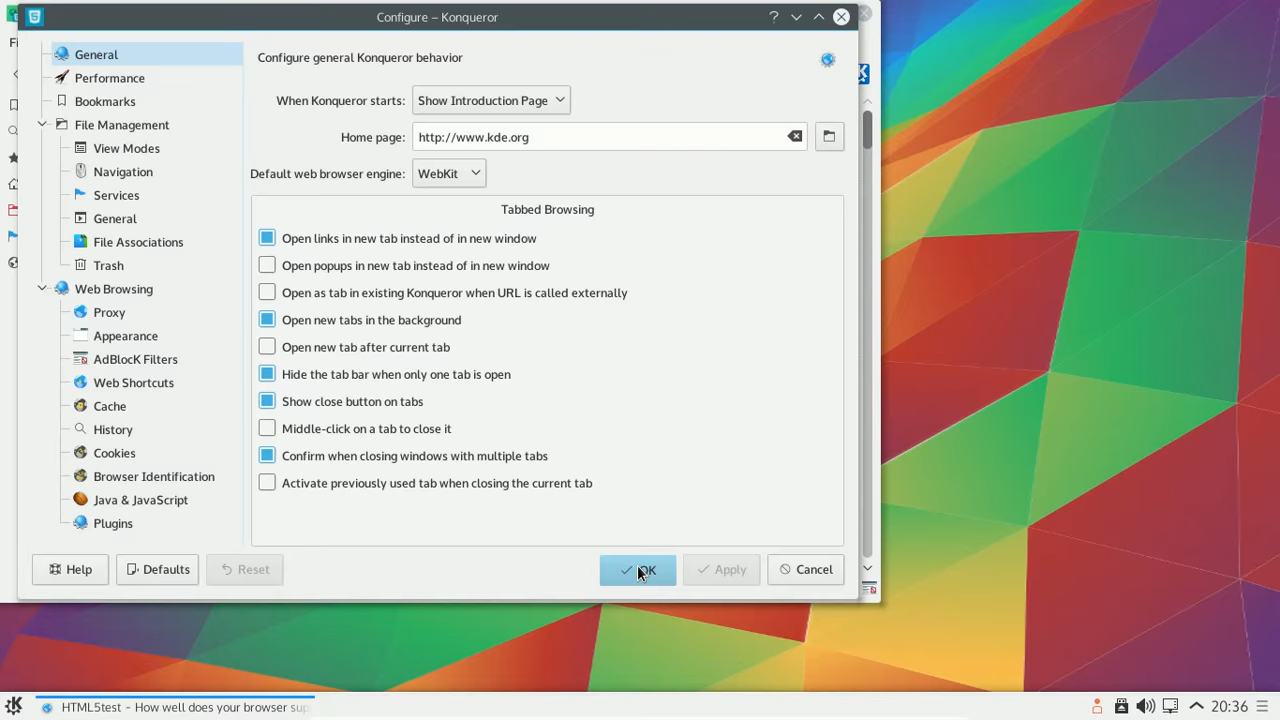 Configure – Konqueror
General
Performance
Bookmarks
File Management
View Modes
Navigation
Services
General
File Associations
Trash
Web Browsing
Proxy
Appearance
AdBlocK Filters
Web Shortcuts
Cache
History
Cookies
Browser Identification
Java & JavaScript
Plugins
Configure general Konqueror behavior
When Konqueror starts: Show Introduction Page
Home page: http://www.kde.org
Default web browser engine: WebKit
Tabbed Browsing
Open links in new tab instead of in new window
Open popups in new tab instead of in new window
Open as tab in existing Konqueror when URL is called externally
Open new tabs in the background
Open new tab after current tab
Hide the tab bar when only one tab is open
Show close button on tabs
Middle-click on a tab to close it
Confirm when closing windows with multiple tabs
Activate previously used tab when closing the current tab
Help Defaults Reset OK Apply Cancel
HTML5test - How well does your browser sup 20:36